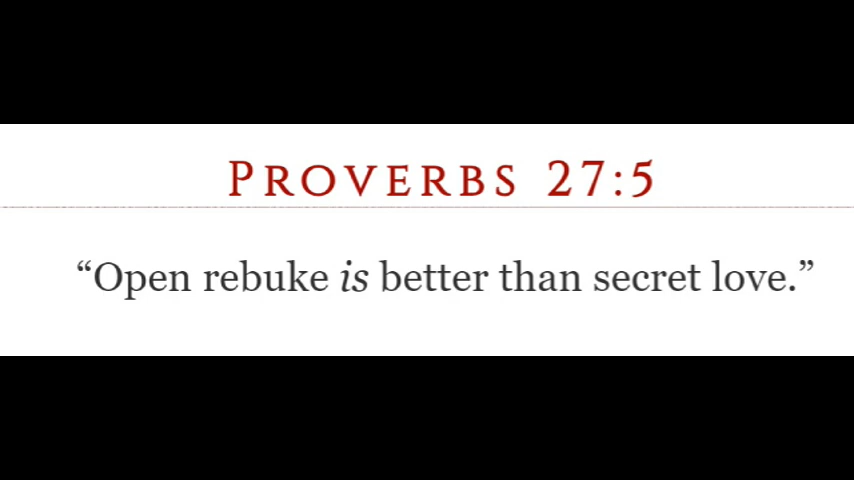 Proverbs 27:5
“Open rebuke is better than secret love.”